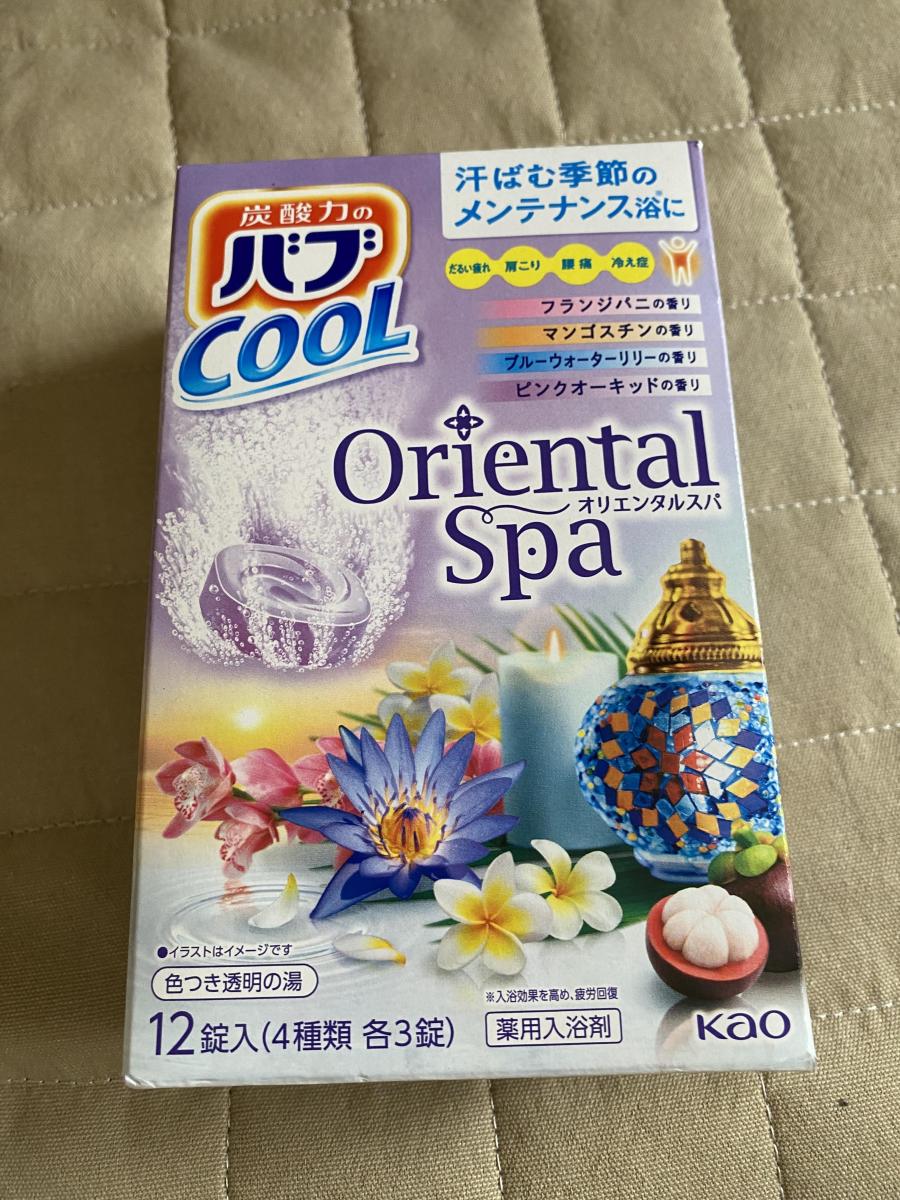 炭酸力の
バブ
COOL
汗ばむ季節の
メンテナンス浴に※
だるい疲れ 肩こり 腰痛 冷え症
フランジパニの香り
マンゴスチンの香り
ブルーウォーターリリーの香り
ピンクオーキッドの香り
Oriental
Spa
オリエンタルスパ
●イラストはイメージです
色つき透明の湯
12錠入(4種類 各3錠)
※入浴効果を高め、疲労回復
薬用入浴剤
Kao